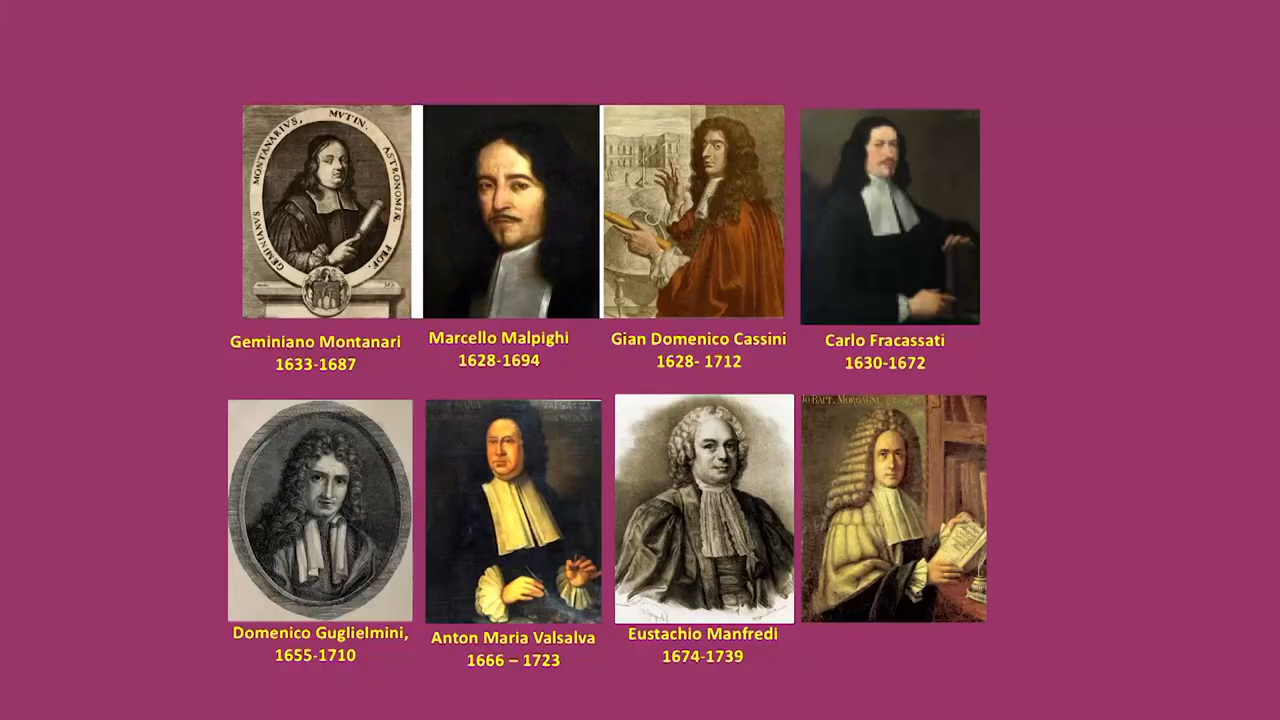 GEMINIANVS MONTANARIVS, MVTIN. ASTRONOMIÆ PROF.
Geminiano Montanari
1633-1687
Marcello Malpighi
1628-1694
Gian Domenico Cassini
1628- 1712
Carlo Fracassati
1630-1672
IO BAPT. MORGAGNI
Domenico Guglielmini,
1655-1710
Anton Maria Valsalva
1666 – 1723
Eustachio Manfredi
1674-1739